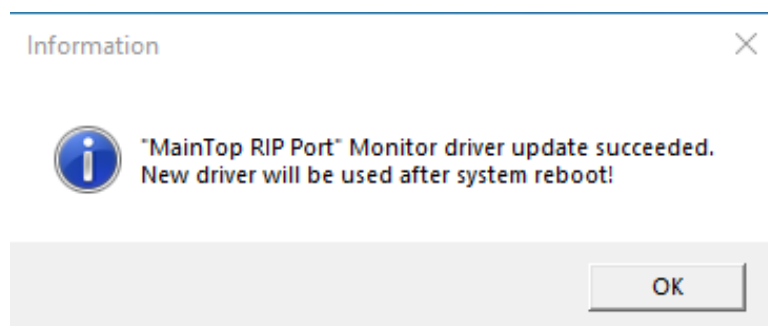 Information
"MainTop RIP Port" Monitor driver update succeeded.
New driver will be used after system reboot!
OK